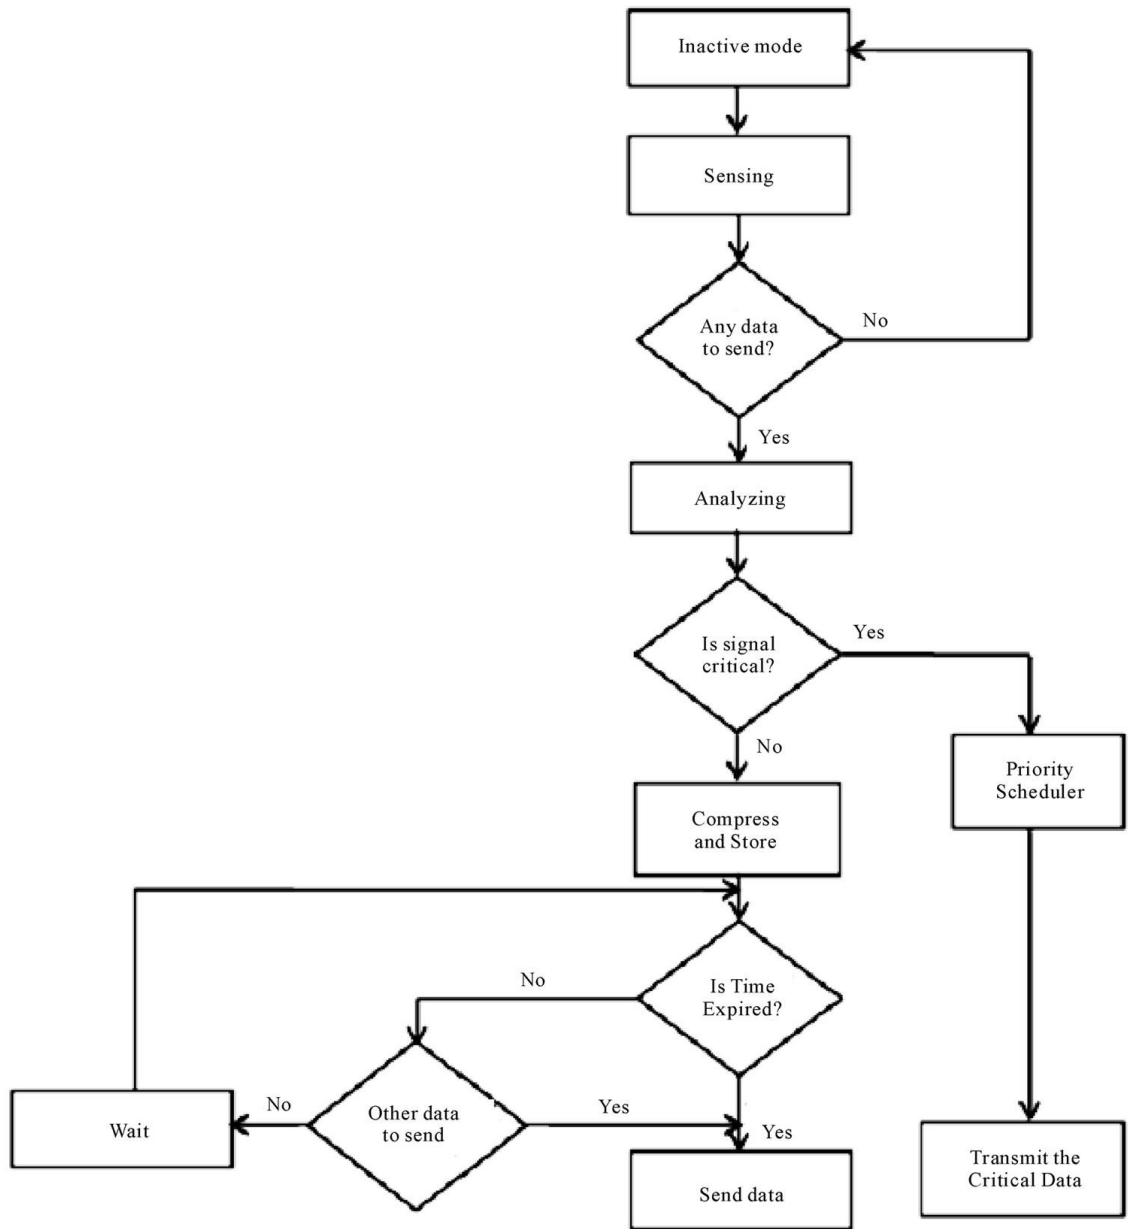 Inactive mode
Sensing
Any data
to send?
No
Yes
Analyzing
Is signal
critical?
Yes
No
Priority
Scheduler
Compress
and Store
Is Time
Expired?
No
Other data
to send
No
Yes
Wait
Yes
Send data
Transmit the
Critical Data